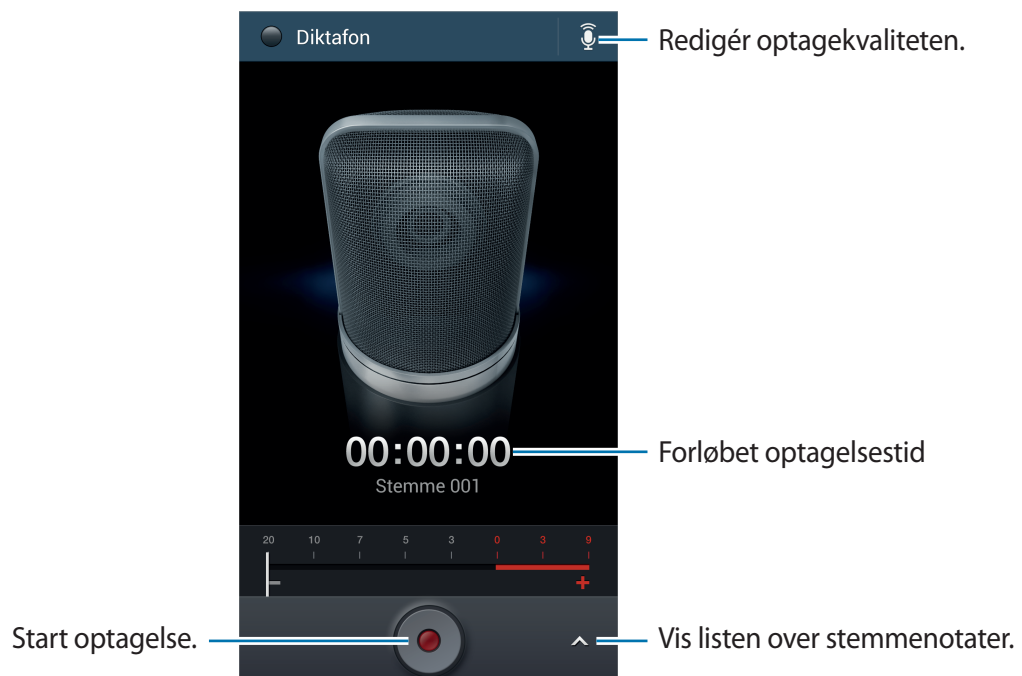 Diktafon
Redigér optagekvaliteten.
00:00:00
Forløbet optagelsestid
Stemme 001
20 10 7 5 3 0 3 9
− +
Start optagelse.
Vis listen over stemmenotater.